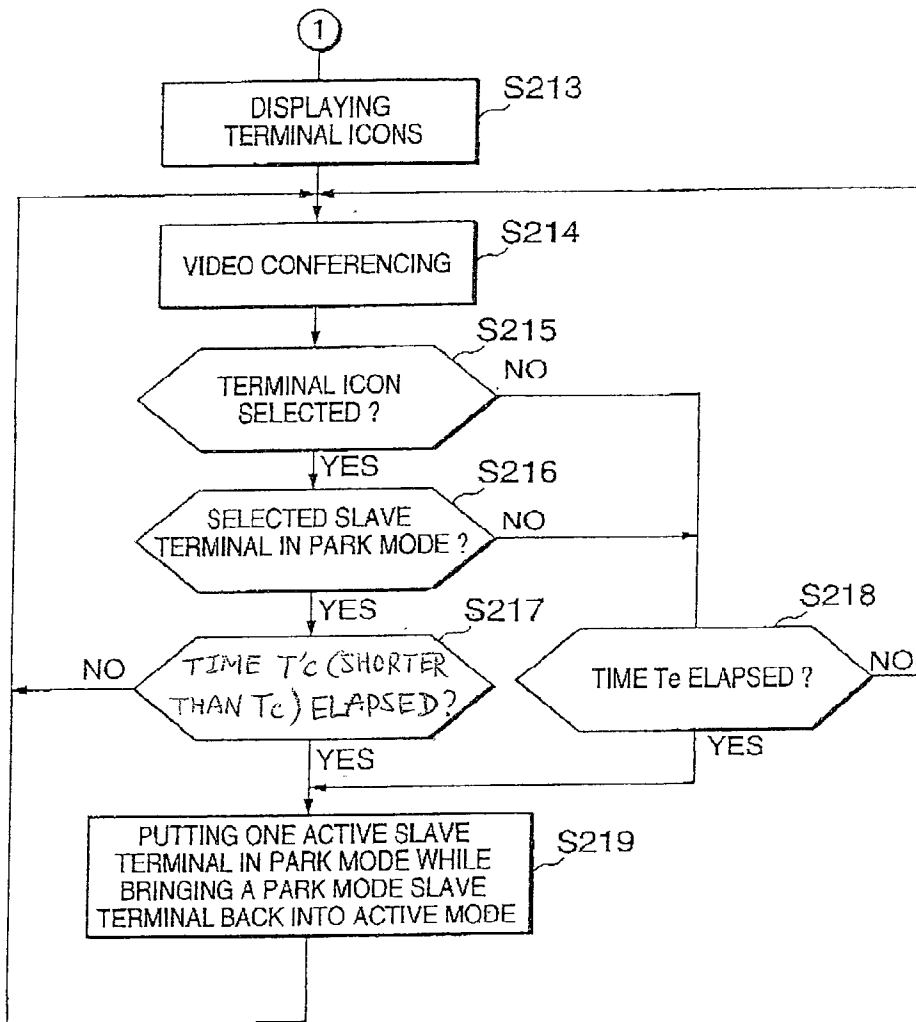 1
S213
DISPLAYING
TERMINAL ICONS
S214
VIDEO CONFERENCING
S215
TERMINAL ICON
SELECTED ?
NO
YES
S216
SELECTED SLAVE
TERMINAL IN PARK MODE ?
NO
YES
S217
TIME T'c (SHORTER
THAN Tc) ELAPSED?
NO
YES
S218
TIME Te ELAPSED ?
NO
YES
S219
PUTTING ONE ACTIVE SLAVE
TERMINAL IN PARK MODE WHILE
BRINGING A PARK MODE SLAVE
TERMINAL BACK INTO ACTIVE MODE